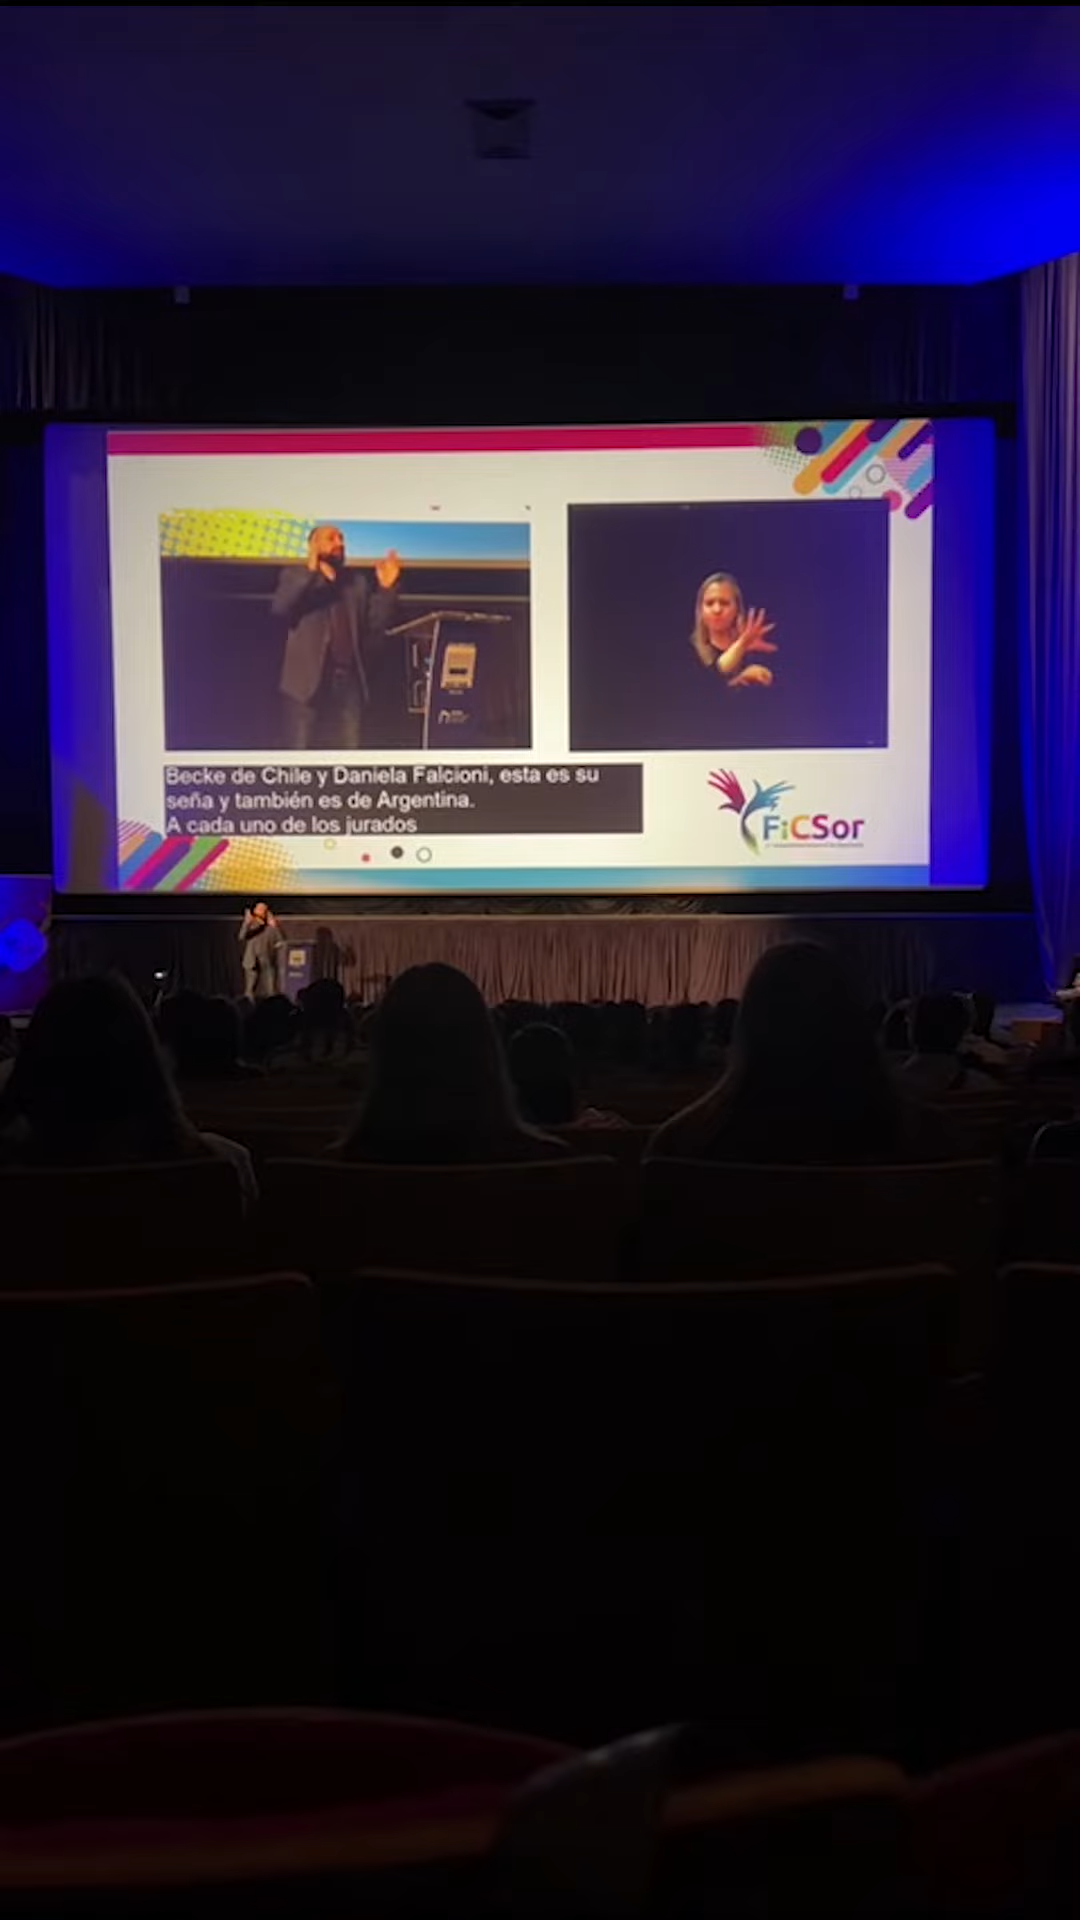 Becke de Chile y Daniela Falcioni, esta es su
seña y también es de Argentina.
A cada uno de los jurados
FiCSor